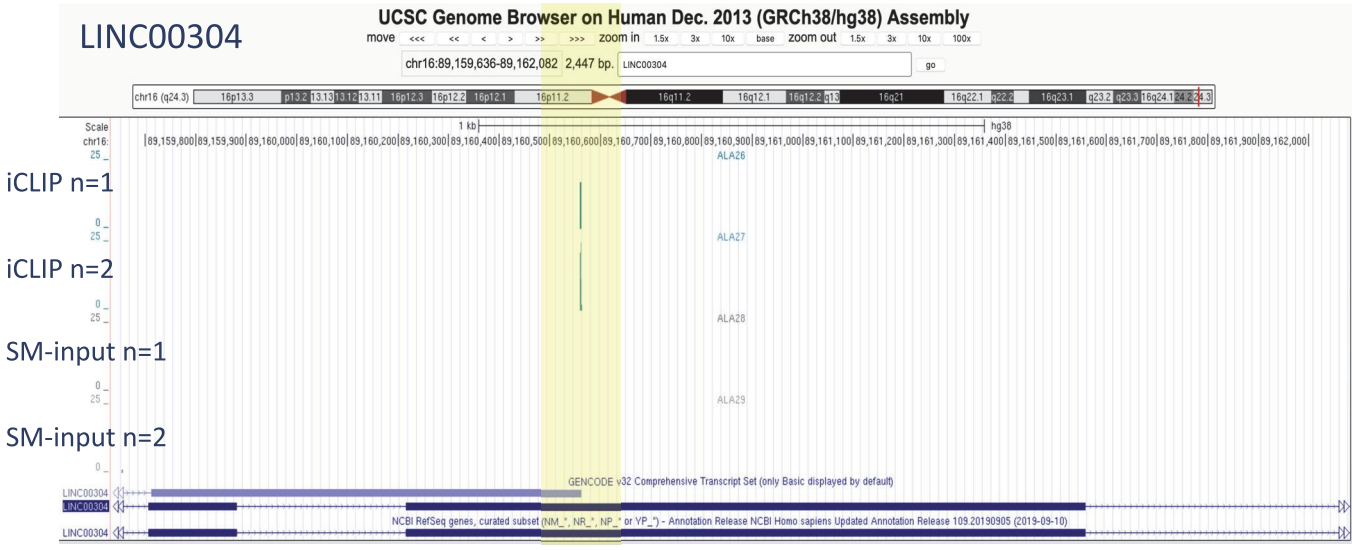 UCSC Genome Browser on Human Dec. 2013 (GRCh38/hg38) Assembly
LINC00304
move <<< << < > >> >>> zoom in 1.5x 3x 10x base zoom out 1.5x 3x 10x 100x
chr16:89,159,636-89,162,082 2,447 bp. LINC00304 go
chr16 (q24.3) 16p13.3 p13.2 13.13 13.12 13.11 16p12.3 16p12.2 16p12.1 16p11.2 16q11.2 16q12.1 16q12.2 q13 16q21 16q22.1 q22.2 16q23.1 q23.2 q23.3 16q24.1 24.2 24.3
Scale 1 kb hg38
chr16: |89,159,800|89,159,900|89,160,000|89,160,100|89,160,200|89,160,300|89,160,400|89,160,500|89,160,600|89,160,700|89,160,800|89,160,900|89,161,000|89,161,100|89,161,200|89,161,300|89,161,400|89,161,500|89,161,600|89,161,700|89,161,800|89,161,900|89,162,000|
25 _ ALA26
iCLIP n=1
0 _
25 _ ALA27
iCLIP n=2
0 _
25 _ ALA28
SM-input n=1
0 _
25 _ ALA29
SM-input n=2
0 _
GENCODE v32 Comprehensive Transcript Set (only Basic displayed by default)
LINC00304
LINC00304
NCBI RefSeq genes, curated subset (NM_*, NR_*, NP_* or YP_*) - Annotation Release NCBI Homo sapiens Updated Annotation Release 109.20190905 (2019-09-10)
LINC00304